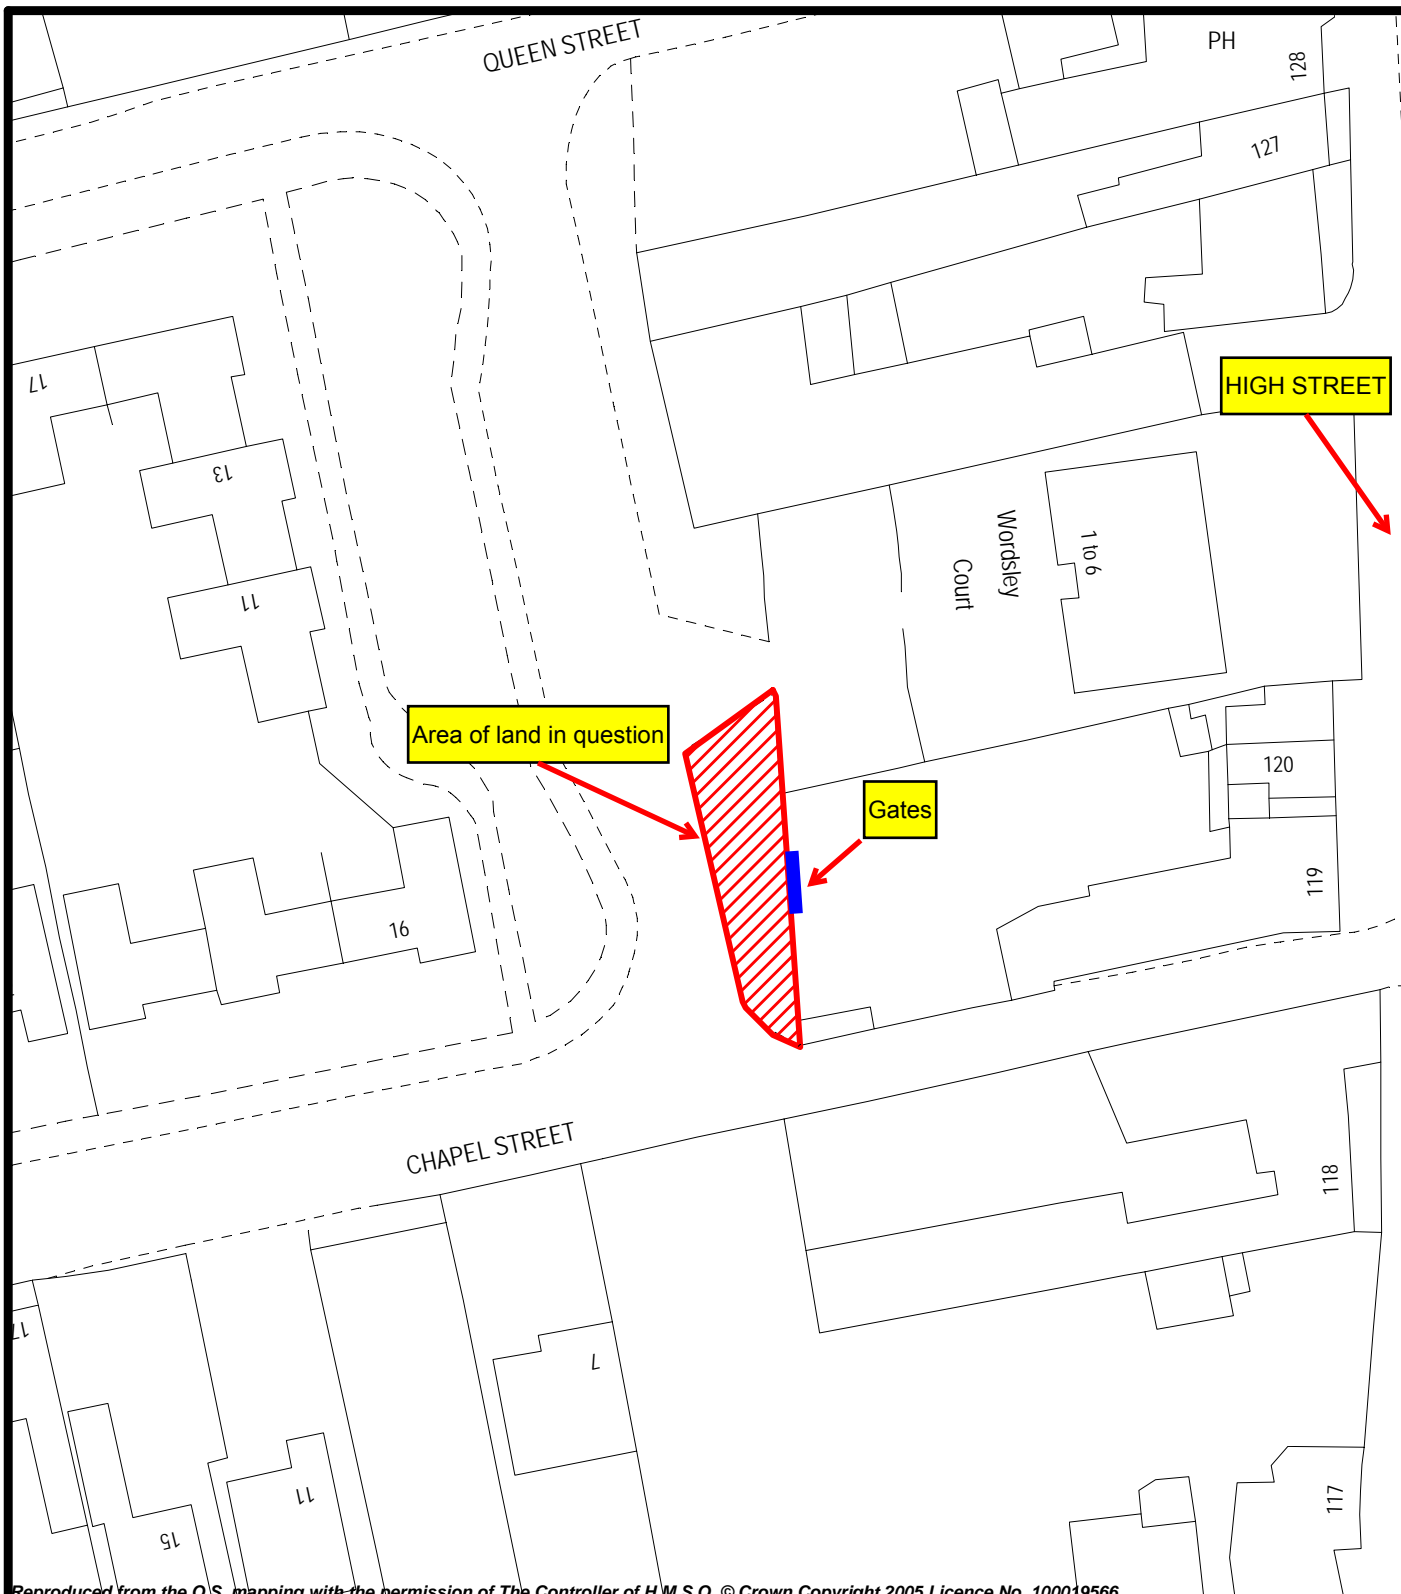 QUEEN STREET
PH
128
127
HIGH STREET
17
13
11
Wordsley
Court
1 to 6
Area of land in question
Gates
120
119
16
CHAPEL STREET
118
17
7
11
15
117
Reproduced from the O.S. mapping with the permission of The Controller of H.M.S.O. © Crown Copyright 2005 Licence No. 100019566